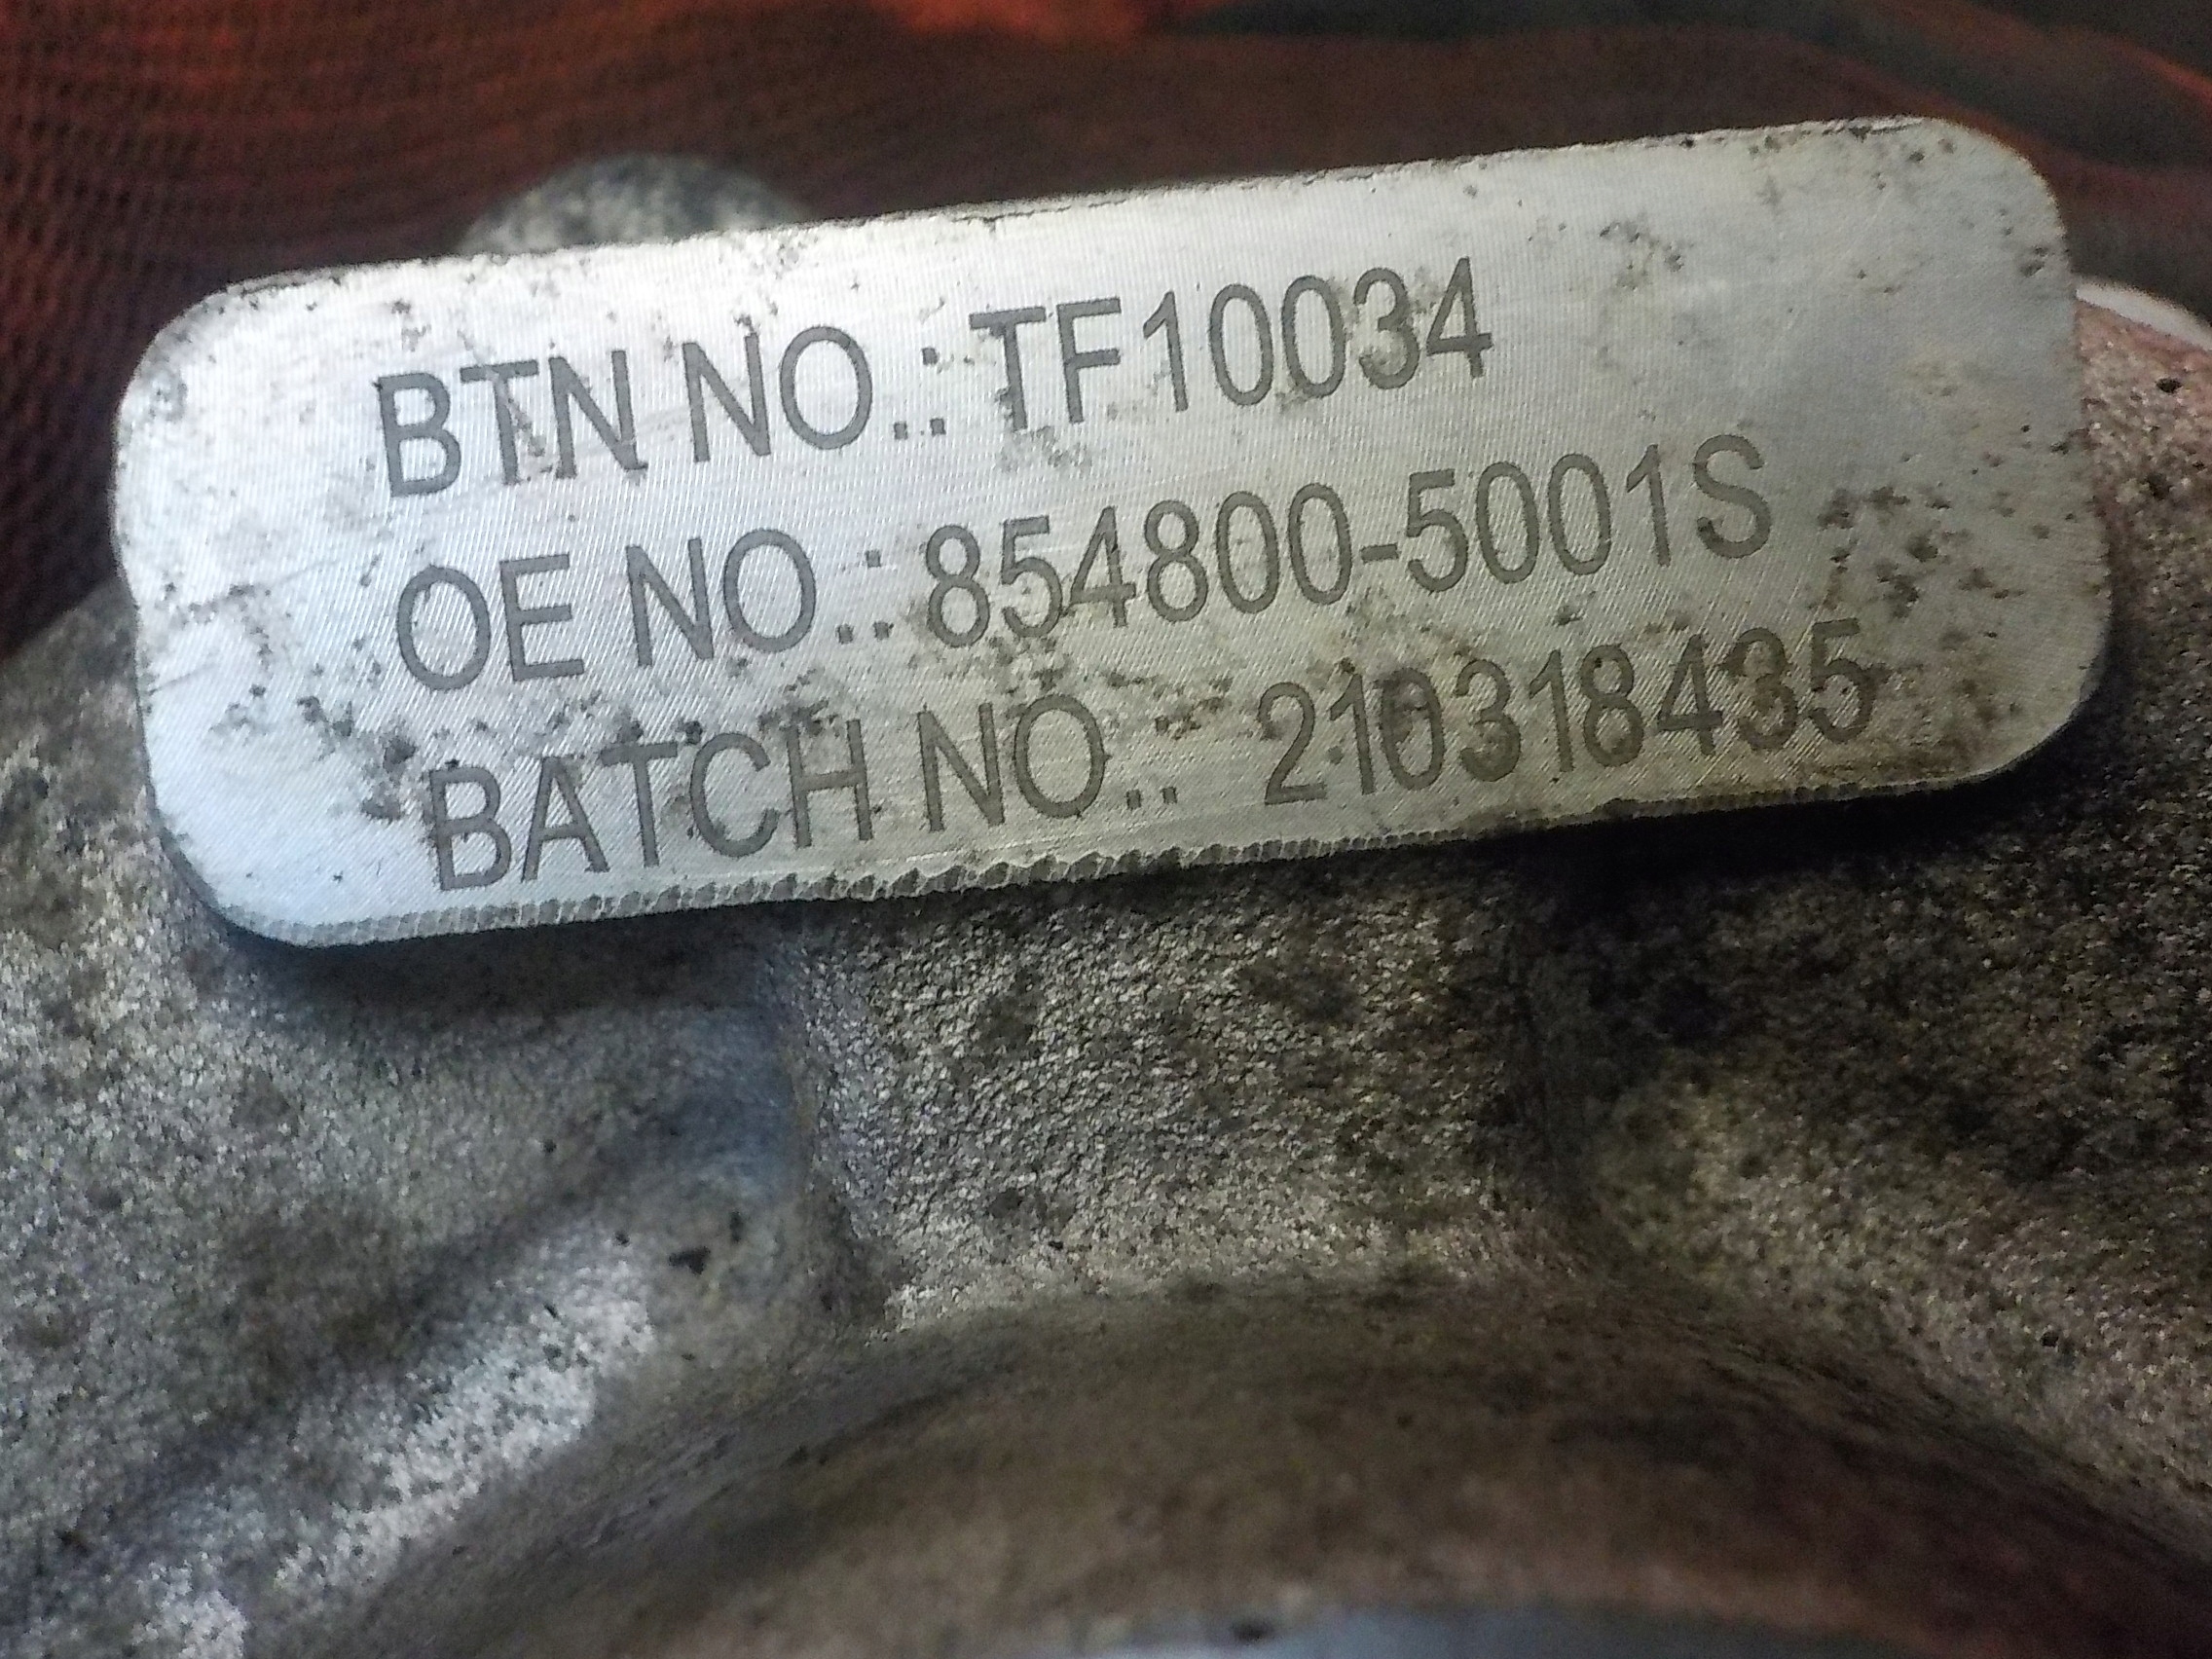 BTN NO.: TF10034
OE NO.: 854800-5001S
BATCH NO.: 210318435